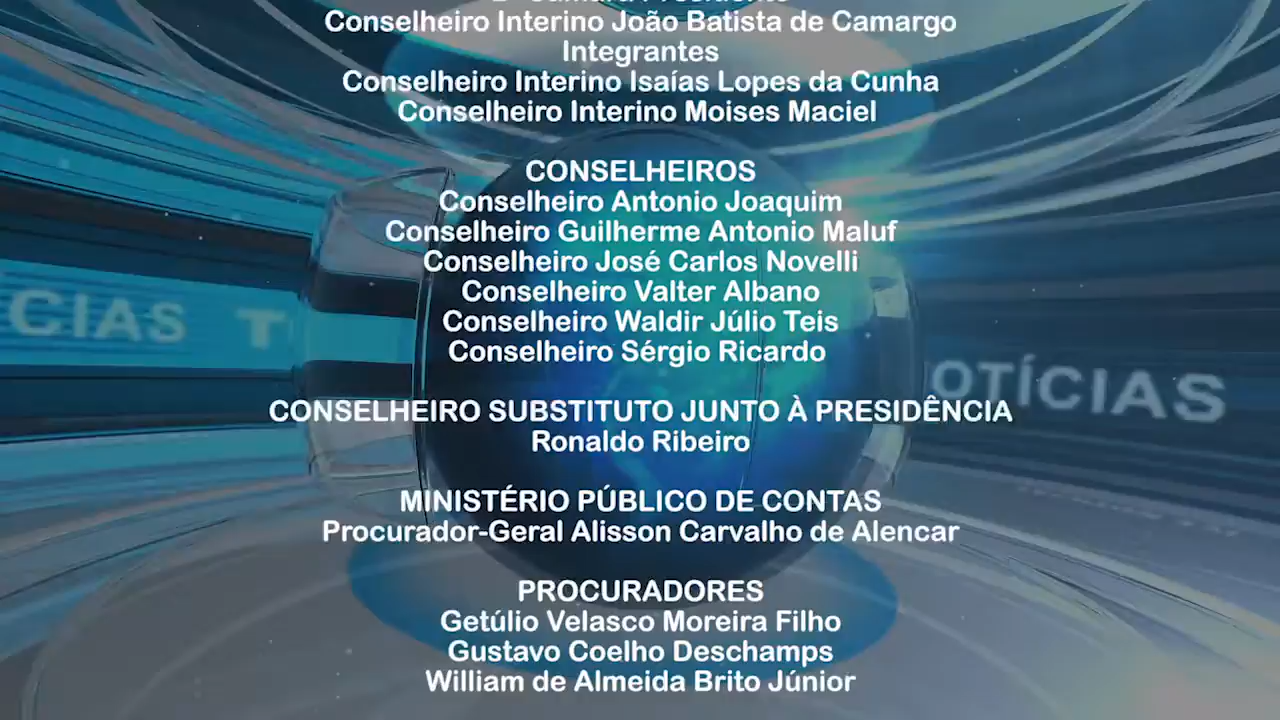 Conselheiro Interino João Batista de Camargo
Integrantes
Conselheiro Interino Isaías Lopes da Cunha
Conselheiro Interino Moises Maciel
CONSELHEIROS
Conselheiro Antonio Joaquim
Conselheiro Guilherme Antonio Maluf
Conselheiro José Carlos Novelli
Conselheiro Valter Albano
Conselheiro Waldir Júlio Teis
Conselheiro Sérgio Ricardo
CIAS T
OTÍCIAS
CONSELHEIRO SUBSTITUTO JUNTO À PRESIDÊNCIA
Ronaldo Ribeiro
MINISTÉRIO PÚBLICO DE CONTAS
Procurador-Geral Alisson Carvalho de Alencar
PROCURADORES
Getúlio Velasco Moreira Filho
Gustavo Coelho Deschamps
William de Almeida Brito Júnior